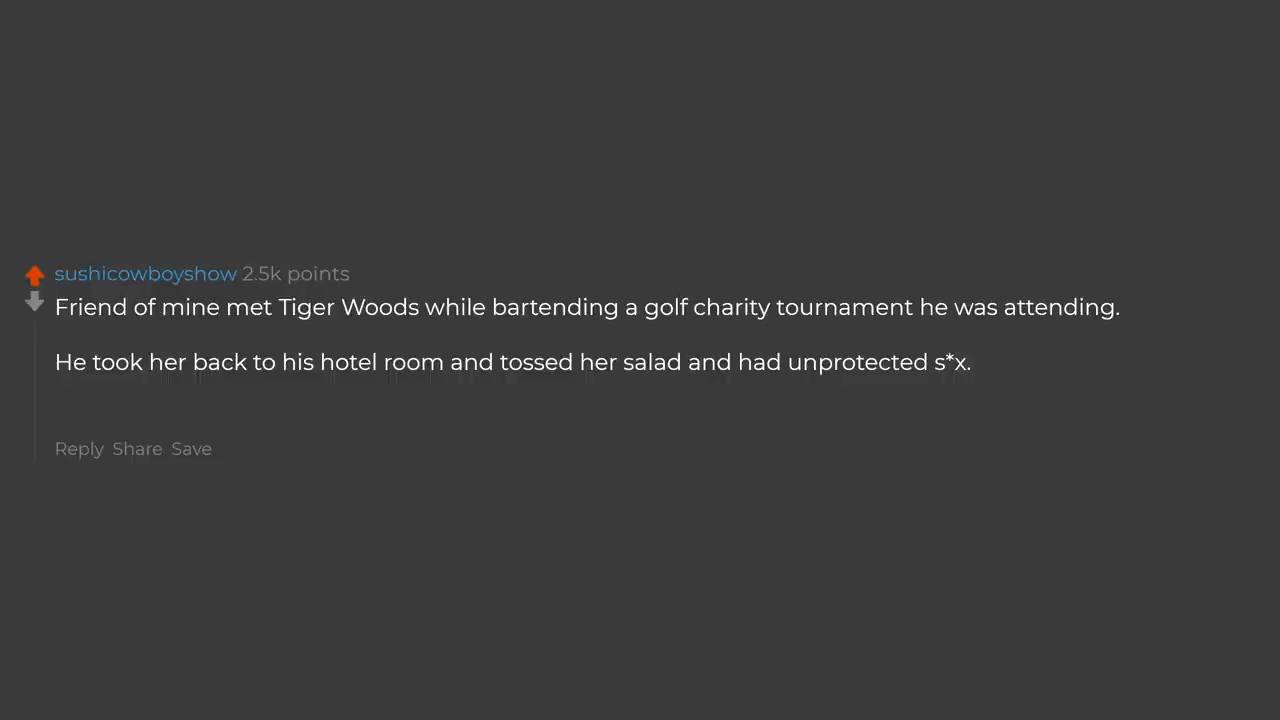 sushicowboyshow 2.5k points
Friend of mine met Tiger Woods while bartending a golf charity tournament he was attending.
He took her back to his hotel room and tossed her salad and had unprotected s*x.
Reply Share Save